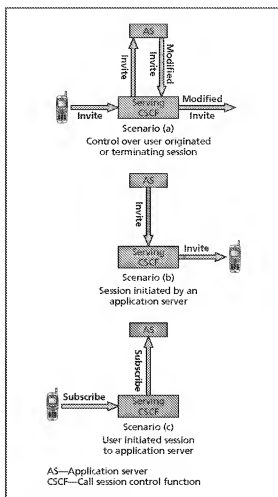 AS
Invite
Modified
Invite
Serving
CSCF
Invite
Modified
Invite
Scenario (a)
Control over user originated
or terminating session
AS
Invite
Serving
CSCF
Invite
Scenario (b)
Session initiated by an
application server
AS
Subscribe
Subscribe
Serving
CSCF
Scenario (c)
User initiated session
to application server
AS—Application server
CSCF—Call session control function